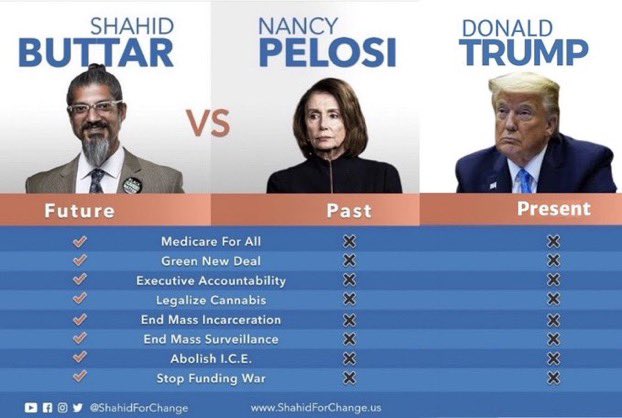 SHAHID
BUTTAR
VS
NANCY
PELOSI
DONALD
TRUMP
Future
Past
Present
Medicare For All
Green New Deal
Executive Accountability
Legalize Cannabis
End Mass Incarceration
End Mass Surveillance
Abolish I.C.E.
Stop Funding War
@ShahidForChange
www.ShahidForChange.us